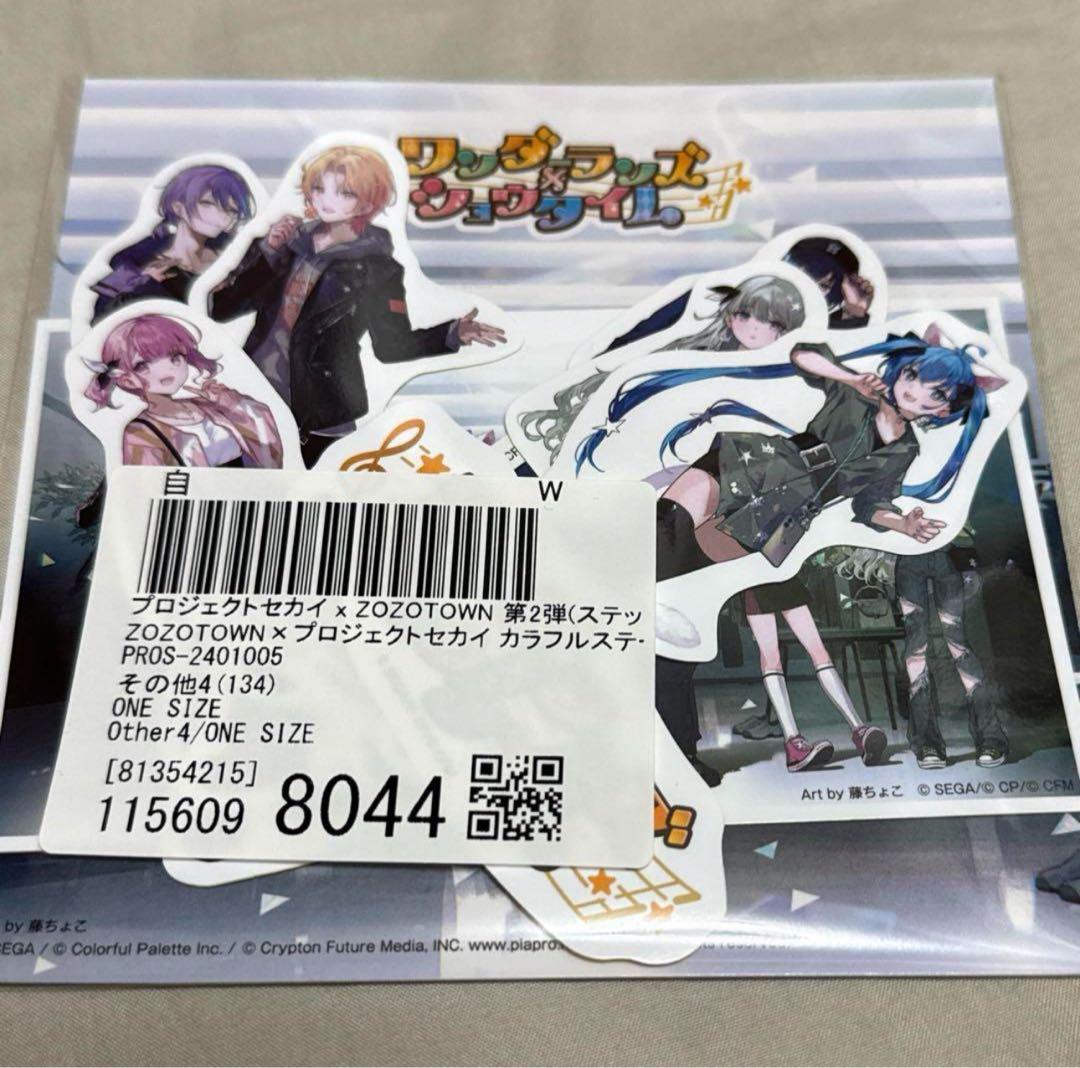 ワンダーランズ
×
ショウタイム
自 W
プロジェクトセカイ x ZOZOTOWN 第2弾(ステッ
ZOZOTOWN×プロジェクトセカイ カラフルステー
PROS-2401005
その他4(134)
ONE SIZE
Other4/ONE SIZE
[81354215]
115609 8044
Art by 藤ちょこ © SEGA/© CP/© CFM
by 藤ちょこ
SEGA / © Colorful Palette Inc. / © Crypton Future Media, INC. www.piapro.